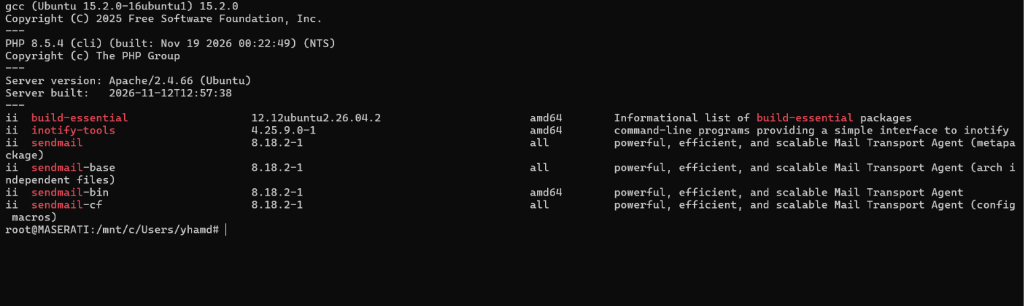 gcc (Ubuntu 15.2.0-16ubuntu1) 15.2.0
Copyright (C) 2025 Free Software Foundation, Inc.
---
PHP 8.5.4 (cli) (built: Nov 19 2026 00:22:49) (NTS)
Copyright (c) The PHP Group
---
Server version: Apache/2.4.66 (Ubuntu)
Server built:   2026-11-12T12:57:38
---
ii  build-essential                    12.12ubuntu2.26.04.2                        amd64        Informational list of build-essential packages
ii  inotify-tools                      4.25.9.0-1                                  amd64        command-line programs providing a simple interface to inotify
ii  sendmail                           8.18.2-1                                    all          powerful, efficient, and scalable Mail Transport Agent (metapa
ckage)
ii  sendmail-base                      8.18.2-1                                    all          powerful, efficient, and scalable Mail Transport Agent (arch i
ndependent files)
ii  sendmail-bin                       8.18.2-1                                    amd64        powerful, efficient, and scalable Mail Transport Agent
ii  sendmail-cf                        8.18.2-1                                    all          powerful, efficient, and scalable Mail Transport Agent (config
 macros)
root@MASERATI:/mnt/c/Users/yhamd#